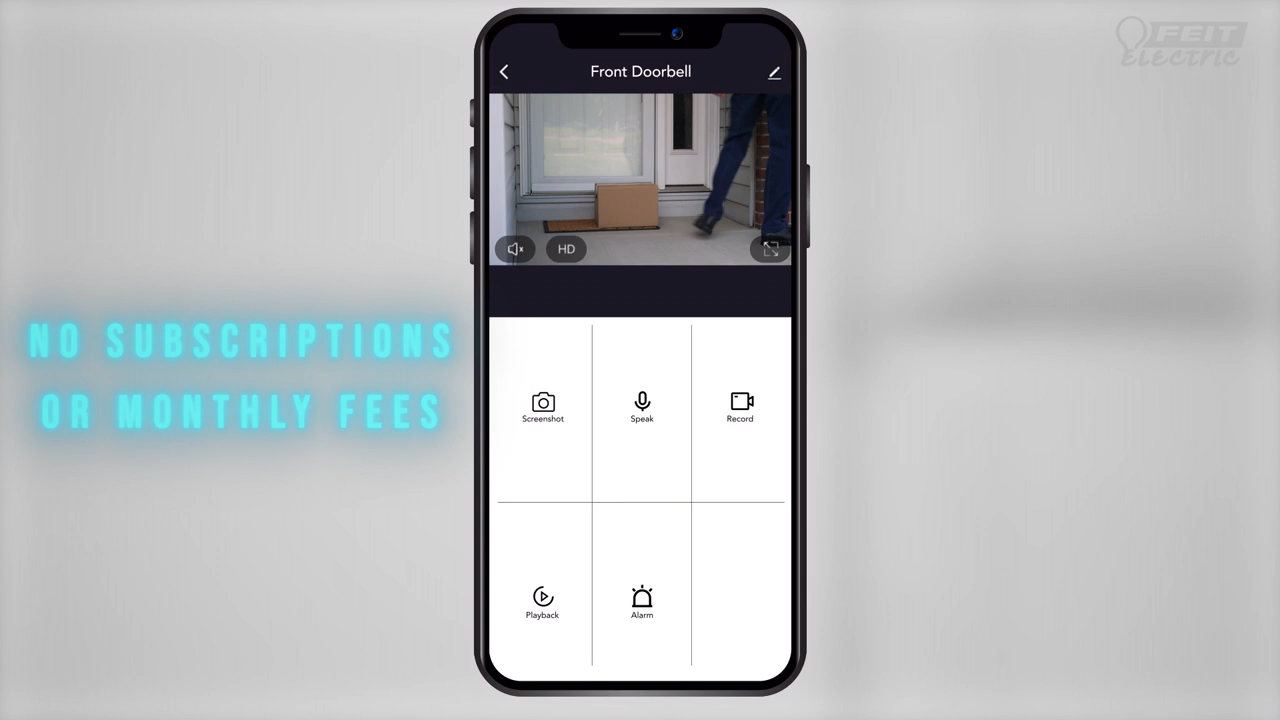 FEIT
Electric
Front Doorbell
HD
NO SUBSCRIPTIONS
OR MONTHLY FEES
Screenshot
Speak
Record
Playback
Alarm